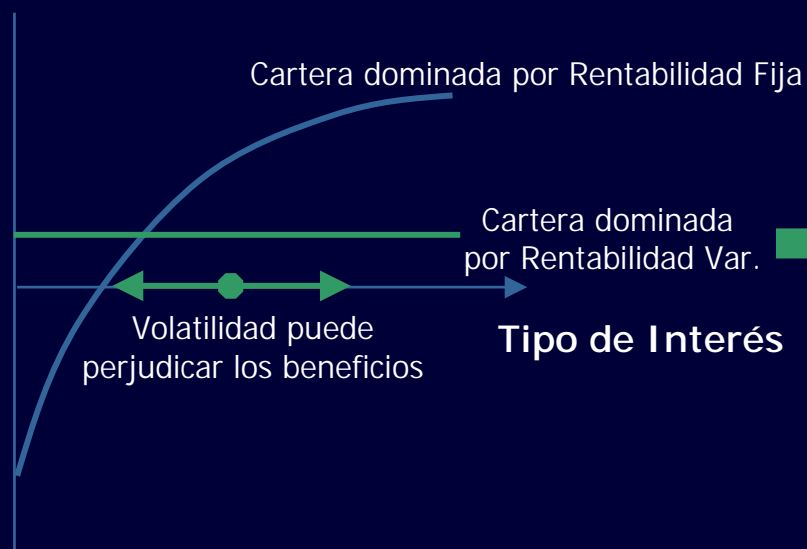 Cartera dominada por Rentabilidad Fija
Cartera dominada
por Rentabilidad Var.
Volatilidad puede
perjudicar los beneficios
Tipo de Interés